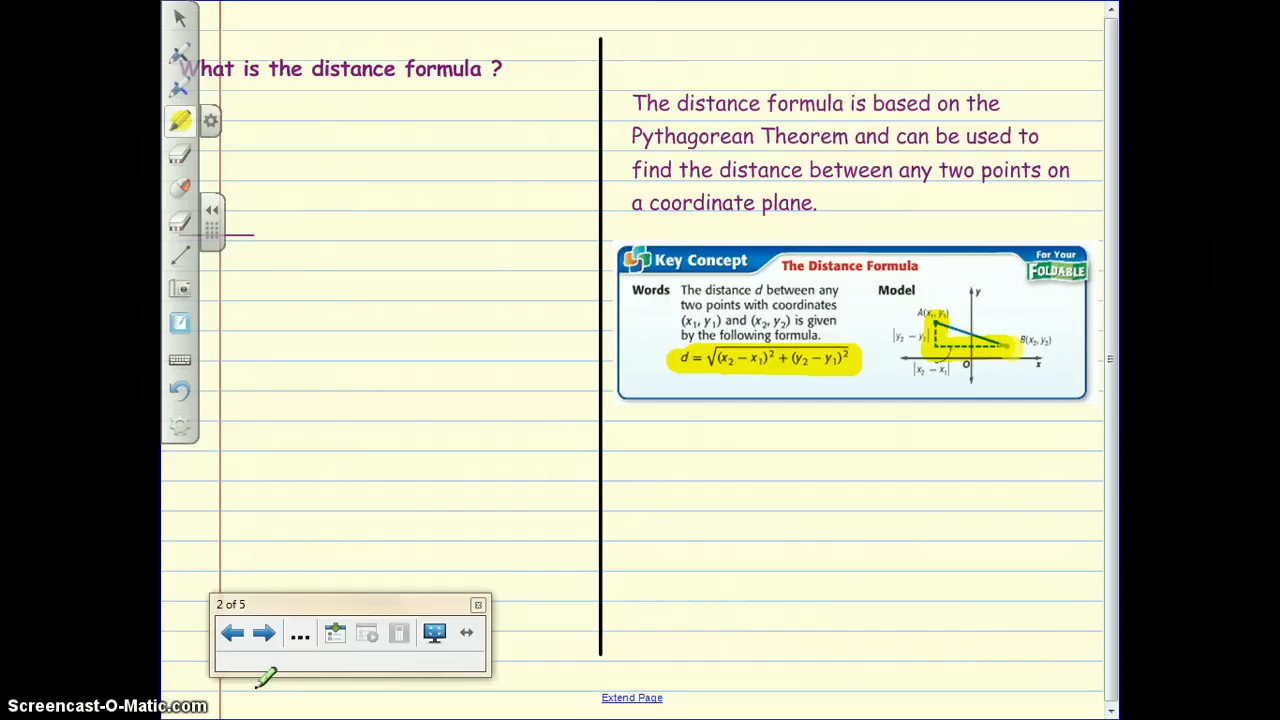 What is the distance formula ?
The distance formula is based on the
Pythagorean Theorem and can be used to
find the distance between any two points on
a coordinate plane.
Key Concept
The Distance Formula
For Your
FOLDABLE
Words
The distance d between any
two points with coordinates
(x₁, y₁) and (x₂, y₂) is given
by the following formula.
d = √(x₂ − x₁)² + (y₂ − y₁)²
Model
y
A(x₁, y₁)
|y₂ − y₁|
B(x₂, y₂)
O
x
|x₂ − x₁|
2 of 5
Extend Page
Screencast-O-Matic.com